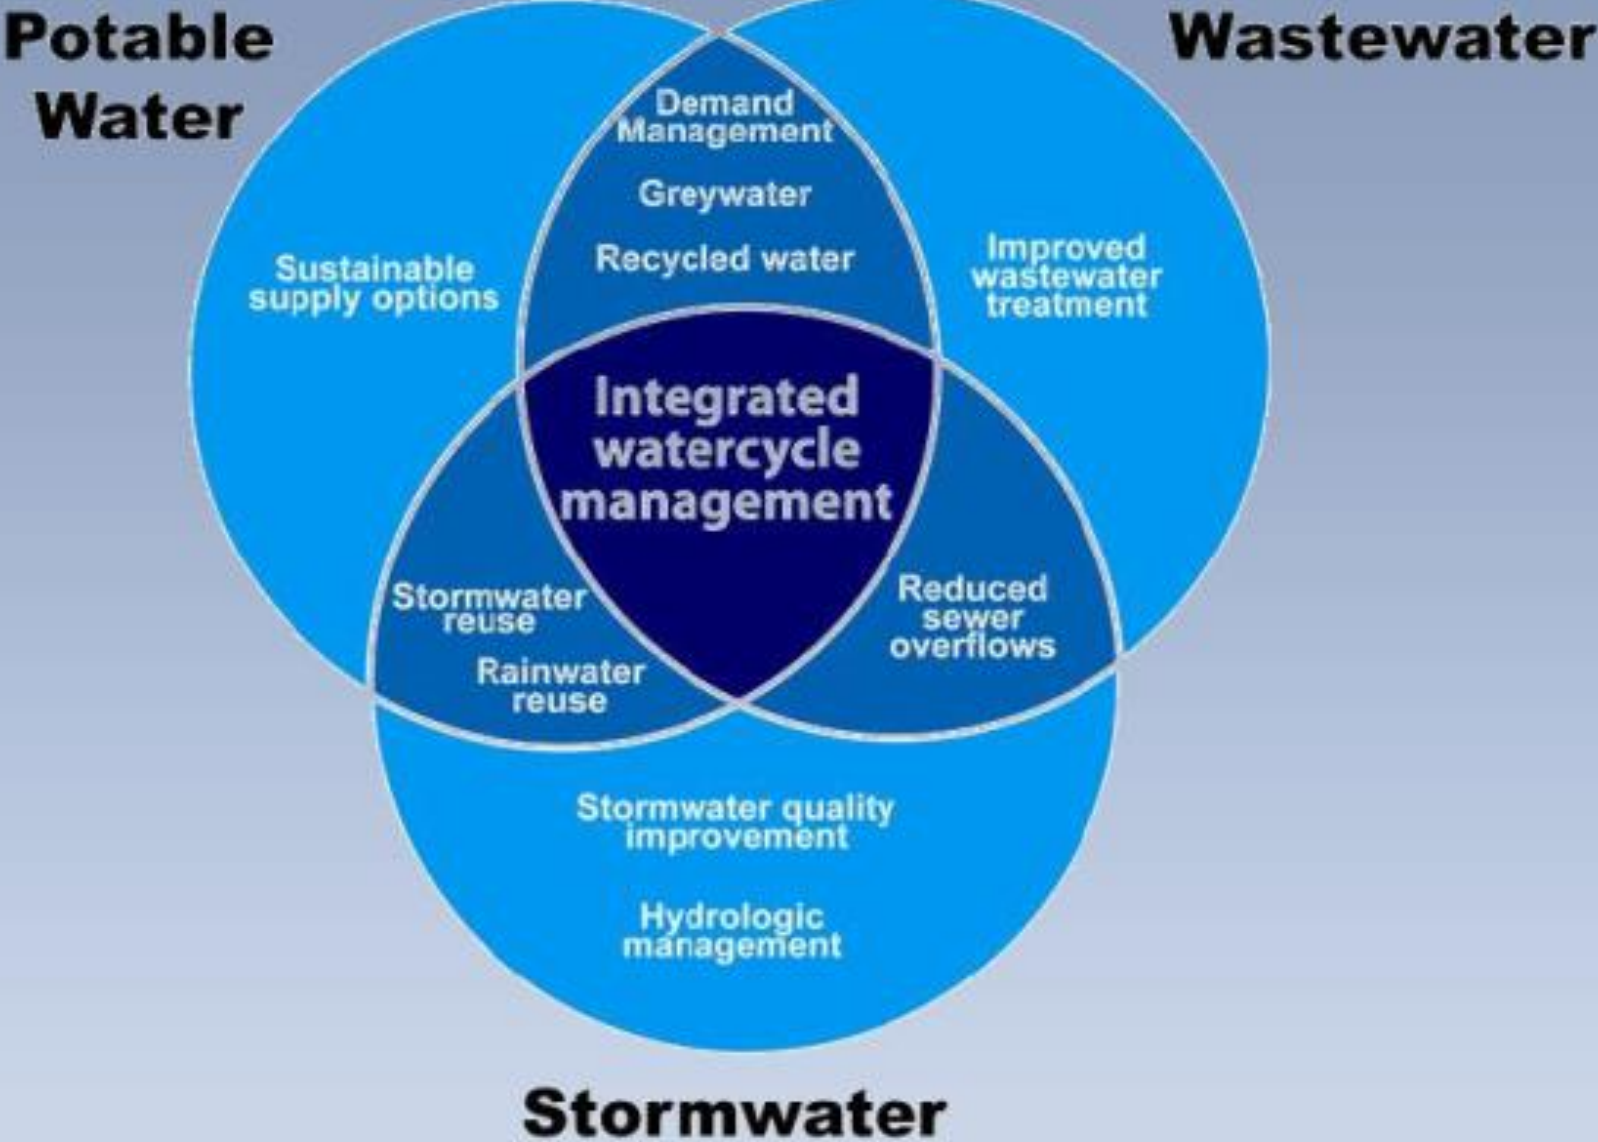 Potable
Water
Wastewater
Demand
Management
Greywater
Recycled water
Sustainable
supply options
Improved
wastewater
treatment
Integrated
watercycle
management
Stormwater
reuse
Rainwater
reuse
Reduced
sewer
overflows
Stormwater quality
improvement
Hydrologic
management
Stormwater